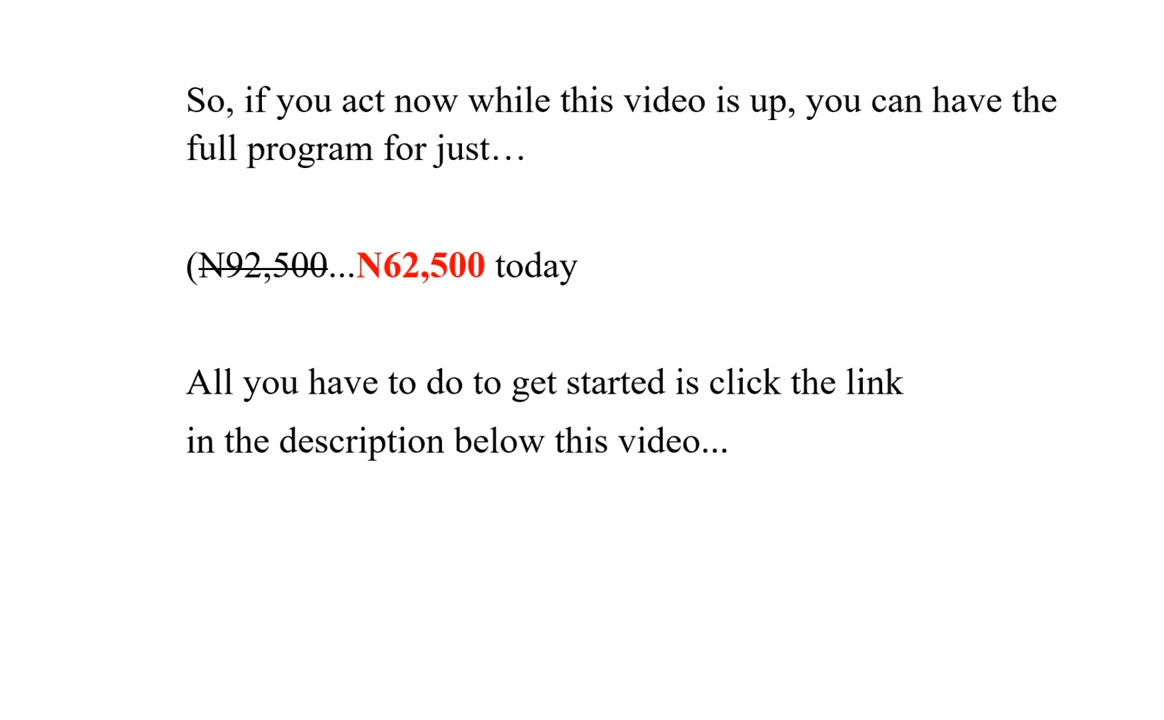 So, if you act now while this video is up, you can have the
full program for just…
(N92,500...N62,500 today
All you have to do to get started is click the link
in the description below this video...